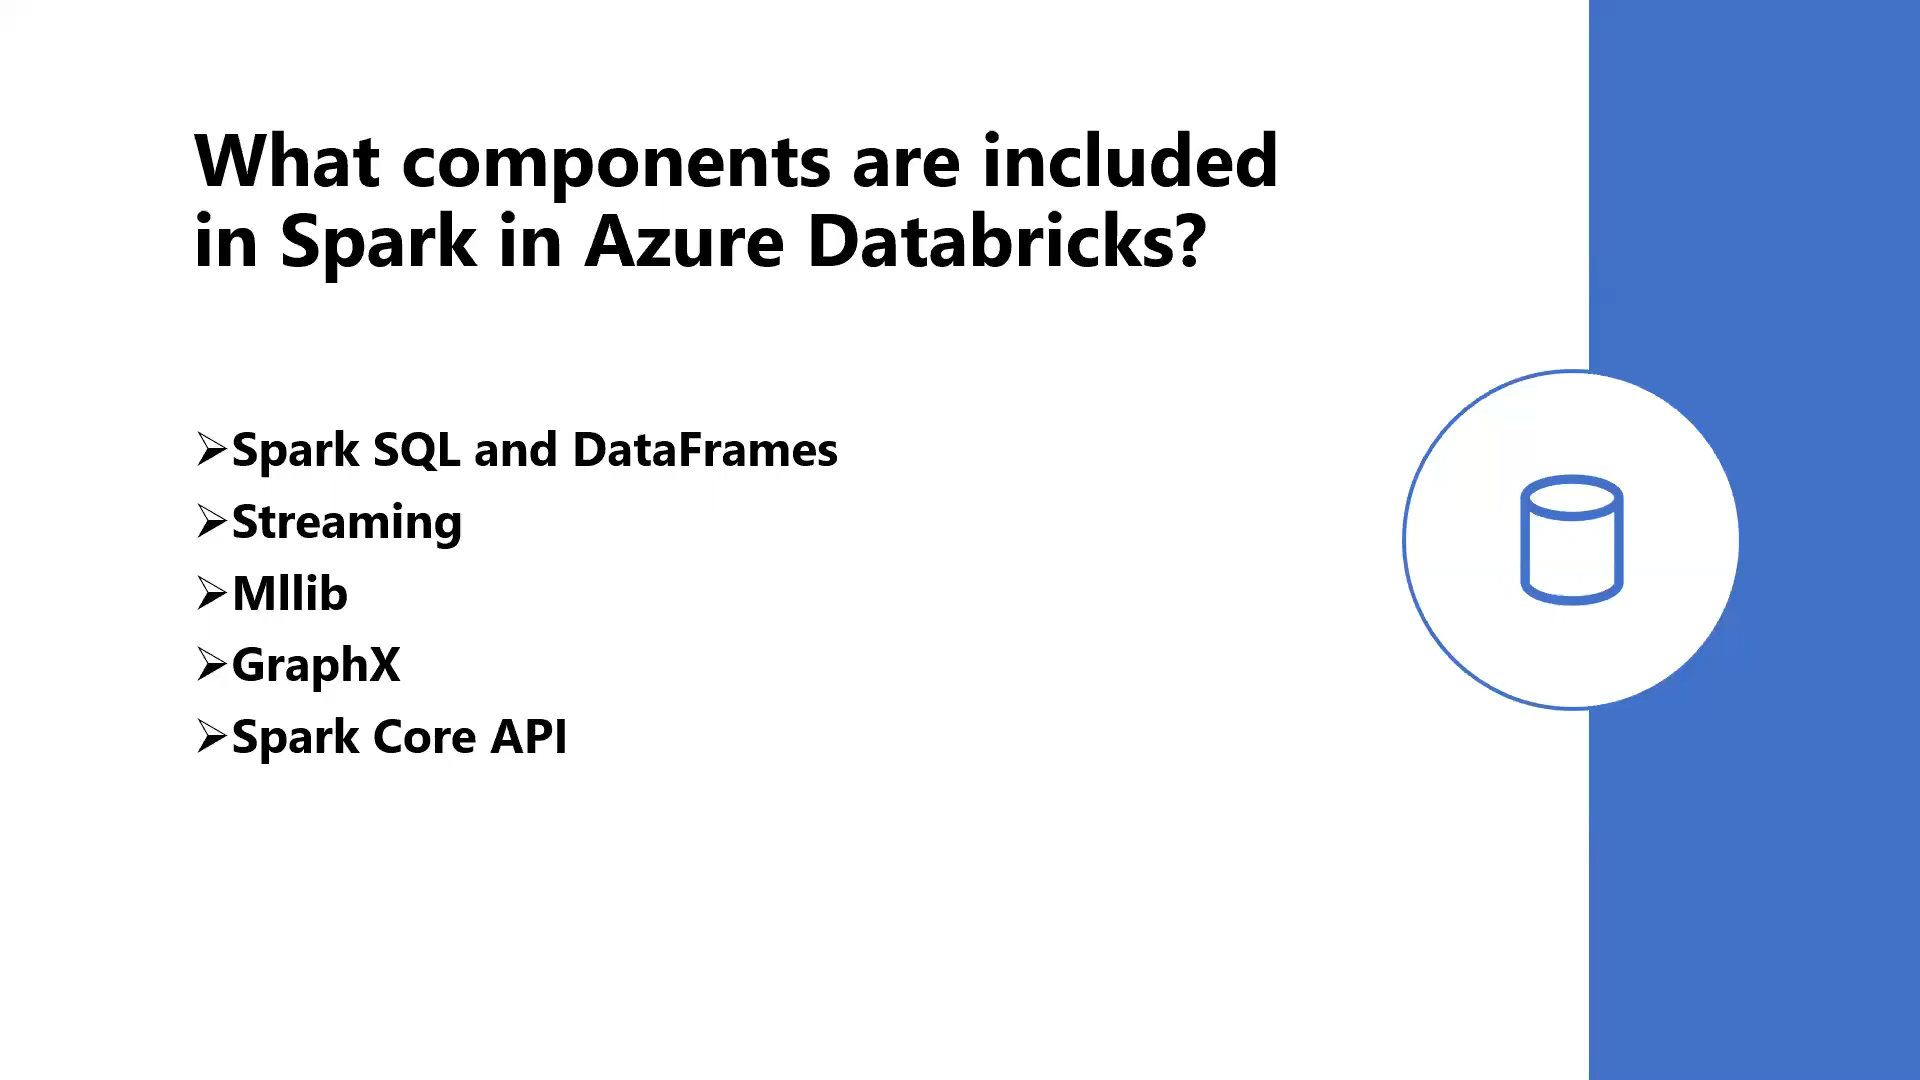 What components are included
in Spark in Azure Databricks?
➢Spark SQL and DataFrames
➢Streaming
➢Mllib
➢GraphX
➢Spark Core API